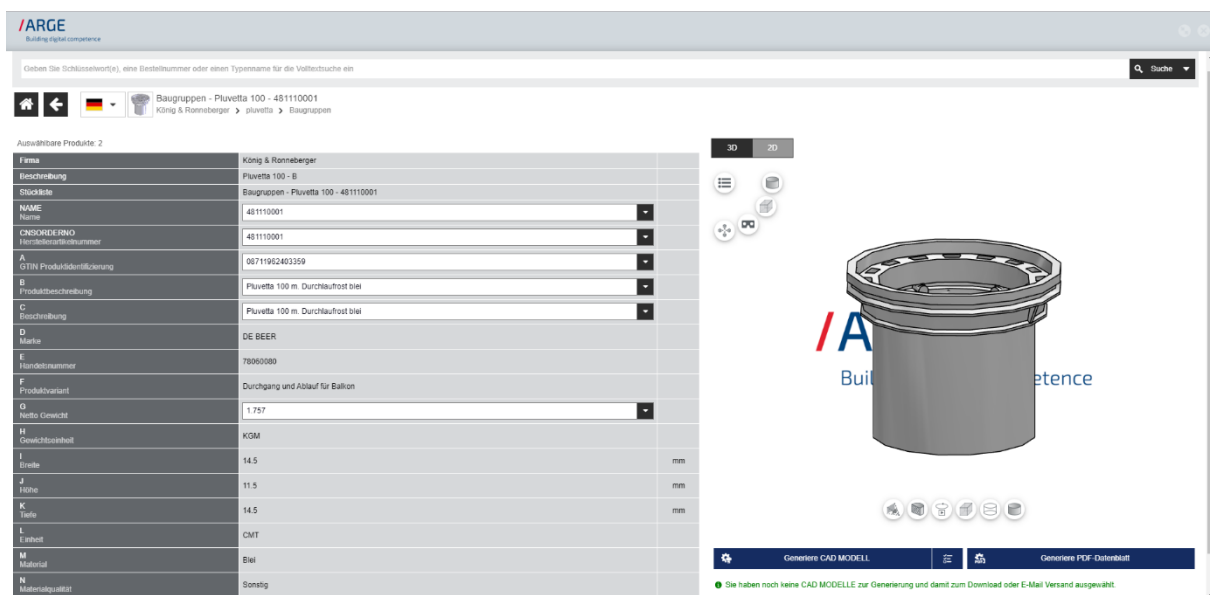 /ARGE
Building digital competence
Geben Sie Schlüsselwort(e), eine Bestellnummer oder einen Typenname für die Volltextsuche ein
Suche
Baugruppen - Pluvetta 100 - 481110001
König & Ronneberger > pluvetta > Baugruppen
Auswählbare Produkte: 2
Firma König & Ronneberger
Beschreibung Pluvetta 100 - B
Stückliste Baugruppen - Pluvetta 100 - 481110001
NAME
Name 481110001
CNSORDERNO
Herstellerartikelnummer 481110001
A
GTIN Produktidentifizierung 08711962403359
B
Produktbeschreibung Pluvetta 100 m. Durchlaufrost blei
C
Beschreibung Pluvetta 100 m. Durchlaufrost blei
D
Marke DE BEER
E
Handelsnummer 78060080
F
Produktvariant Durchgang und Ablauf für Balkon
G
Netto Gewicht 1.757
H
Gewichtseinheit KGM
I
Breite 14.5 mm
J
Höhe 11.5 mm
K
Tiefe 14.5 mm
L
Einheit CMT
M
Material Blei
N
Materialqualität Sonstig
3D 2D
/A
Buil etence
Generiere CAD MODELL
Generiere PDF-Datenblatt
Sie haben noch keine CAD MODELLE zur Generierung und damit zum Download oder E-Mail Versand ausgewählt.